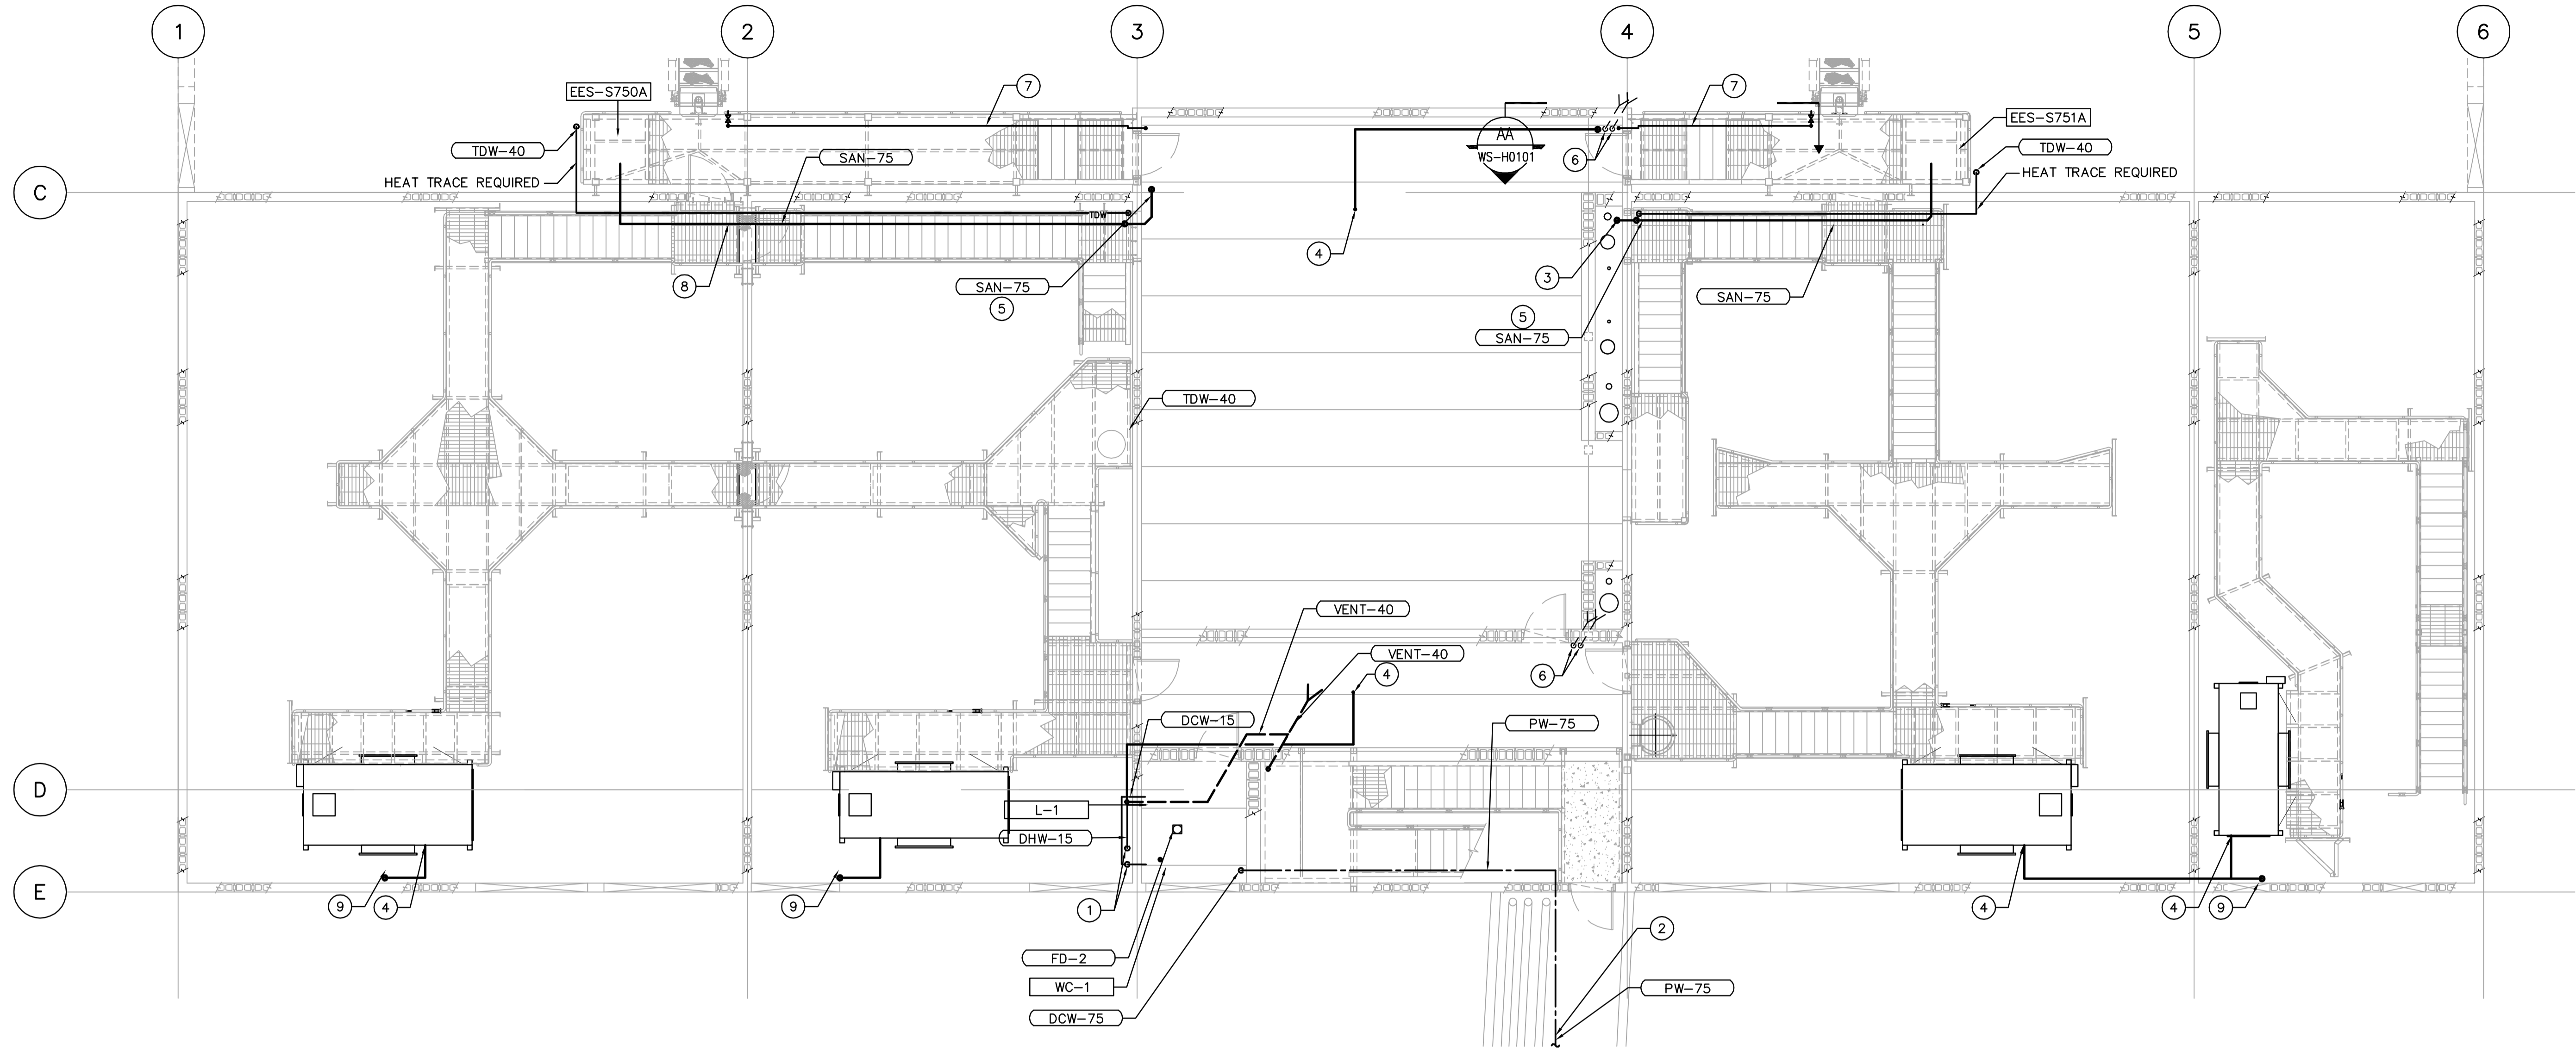 1
2
3
4
5
6
EES-S750A
7
7
EES-S751A
TDW-40
SAN-75
AA
WS-H0101
6
TDW-40
HEAT TRACE REQUIRED
HEAT TRACE REQUIRED
C
TDW
4
8
SAN-75
5
3
SAN-75
5
SAN-75
TDW-40
VENT-40
VENT-40
4
6
DCW-15
PW-75
D
L-1
DHW-15
E
9
4
9
1
4
4
9
2
FD-2
WC-1
PW-75
DCW-75